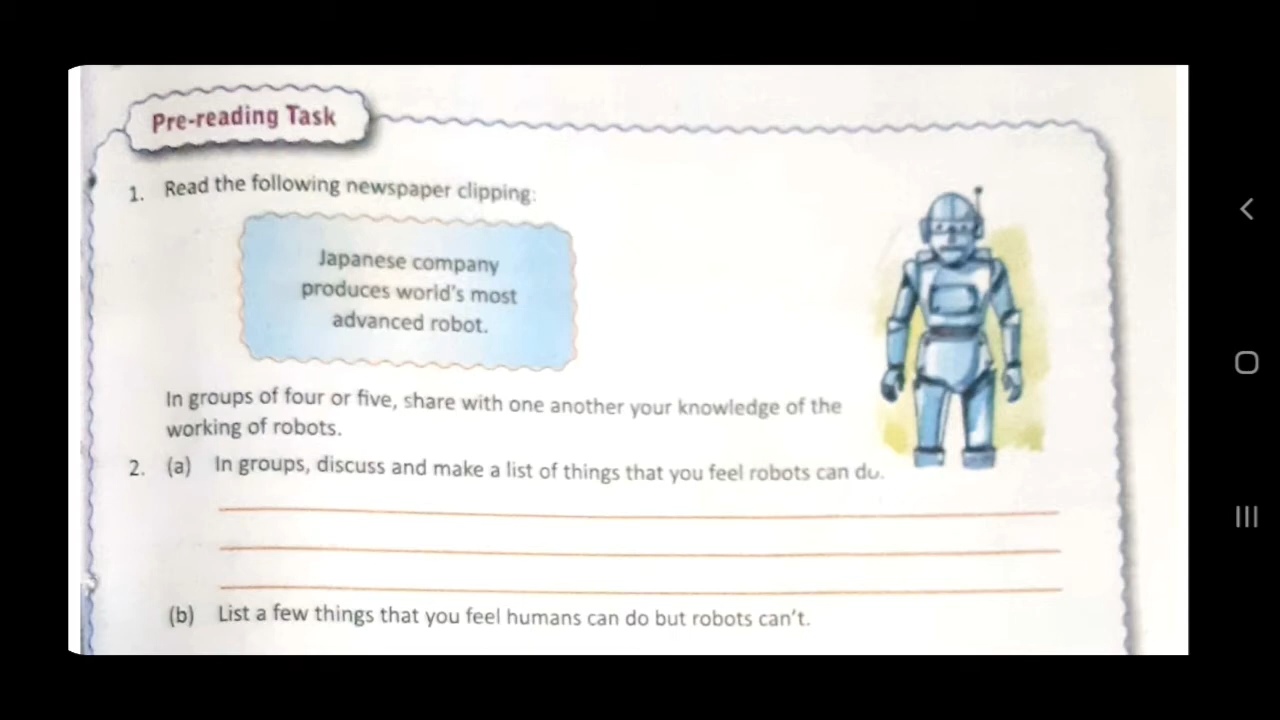 Pre-reading Task
1. Read the following newspaper clipping:
Japanese company
produces world's most
advanced robot.
In groups of four or five, share with one another your knowledge of the
working of robots.
2. (a) In groups, discuss and make a list of things that you feel robots can do.
(b) List a few things that you feel humans can do but robots can't.